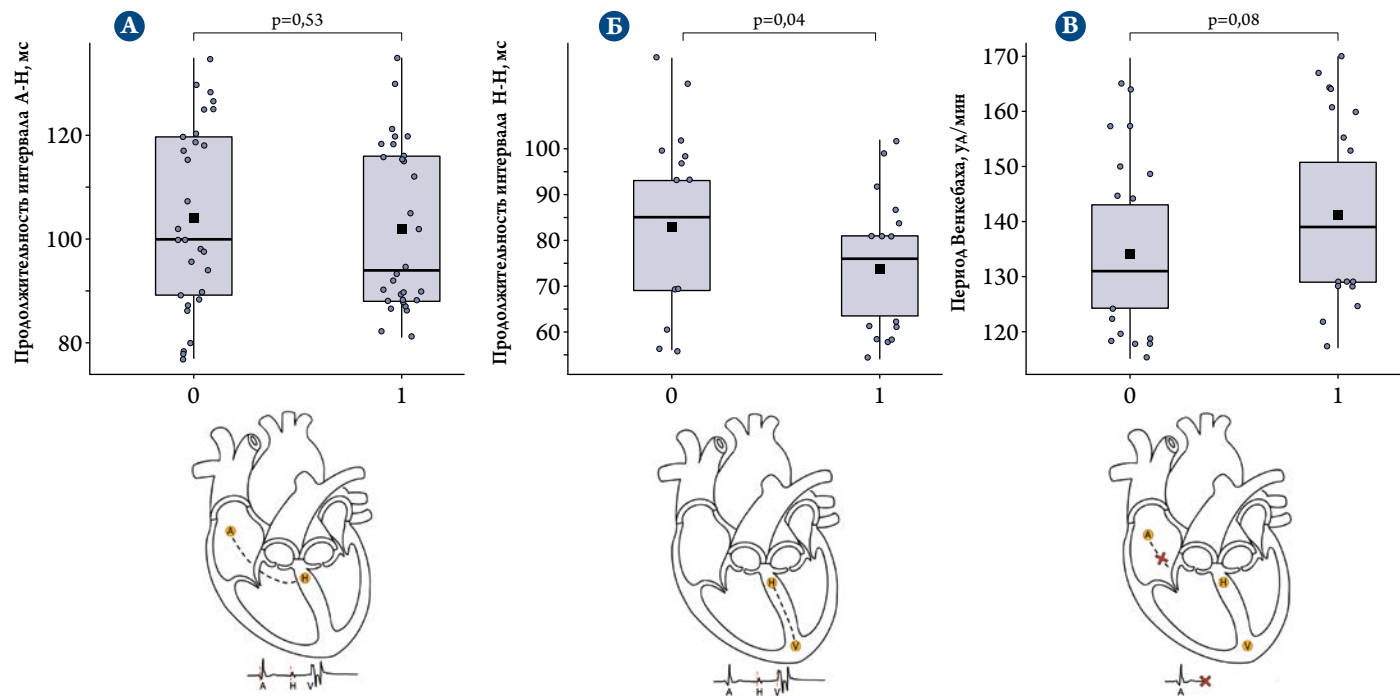 А
p=0,53
Продолжительность интервала А-Н, мс
120
100
80
0
1
Б
p=0,04
Продолжительность интервала Н-Н, мс
100
90
80
70
60
0
1
В
p=0,08
Период Венкебаха, уд/мин
170
160
150
140
130
120
0
1
A
H
A H V
H
V
A H V
A
H
V
A